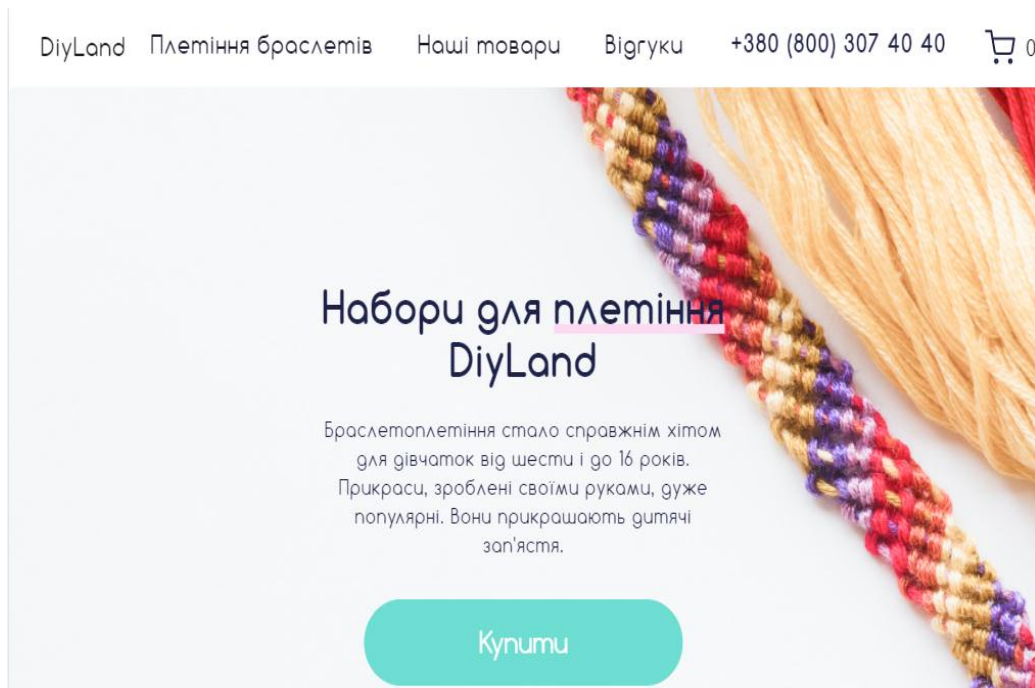 DiyLand Плетіння браслетів Наші товари Відгуки +380 (800) 307 40 40 0
Набори для плетіння
DiyLand
Браслетоплетіння стало справжнім хітом
для дівчаток від шести і до 16 років.
Прикраси, зроблені своїми руками, дуже
популярні. Вони прикрашають дитячі
зап'ястя.
Купити